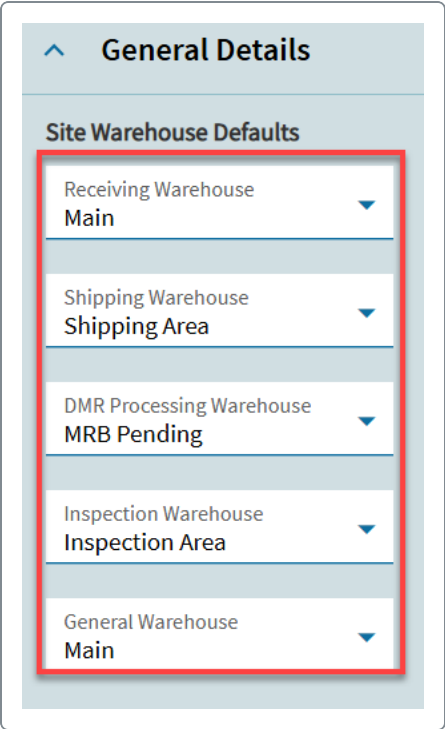 General Details
Site Warehouse Defaults
Receiving Warehouse
Main
Shipping Warehouse
Shipping Area
DMR Processing Warehouse
MRB Pending
Inspection Warehouse
Inspection Area
General Warehouse
Main